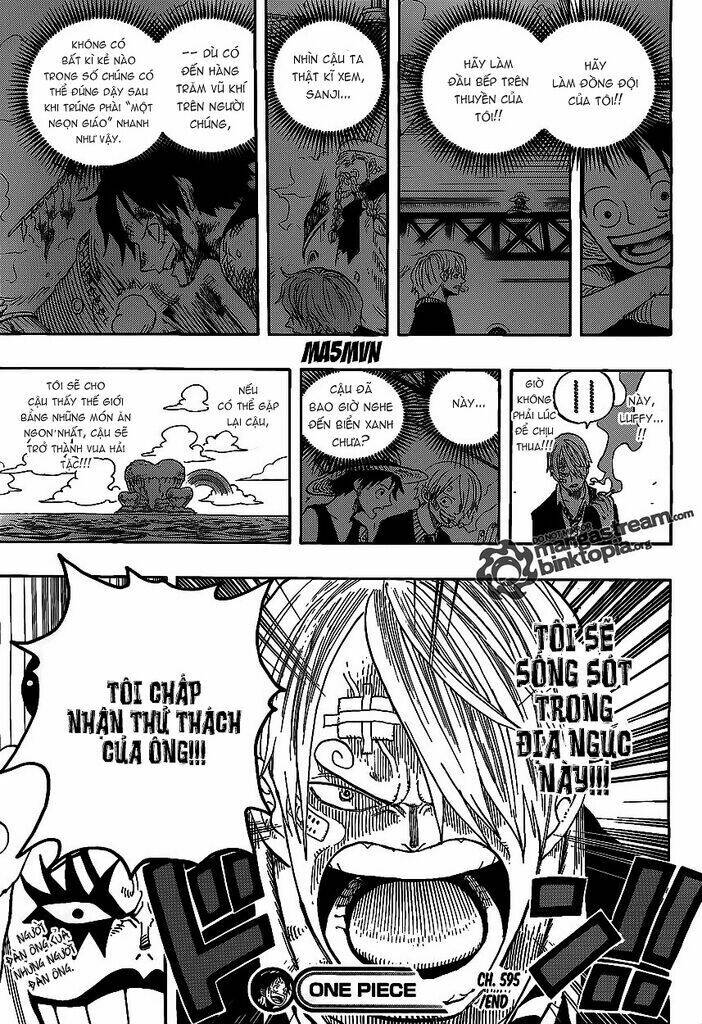 HÃY LÀM
ĐỒNG ĐỘI
CỦA TÔI!!
HÃY LÀM
ĐẦU BẾP TRÊN
THUYỀN CỦA
TÔI!!
NHÌN CẬU TA
THẬT KĨ XEM,
SANJI...
-- DÙ CÓ
ĐẾN HÀNG
TRĂM VŨ KHÍ
TRÊN NGƯỜI
CHÚNG,
KHÔNG CÓ
BẤT KÌ KẺ NÀO
TRONG SỐ CHÚNG CÓ
THỂ ĐỨNG DẬY SAU
KHI TRÚNG PHẢI "MỘT
NGỌN GIÁO" NHANH
NHƯ VẬY.
MASMVN
NÀY,
LUFFY...
!!
!!
GIỜ
KHÔNG
PHẢI LÚC
ĐỂ CHỊU
THUA!!!
NÀY...
CẬU ĐÃ
BAO GIỜ NGHE
ĐẾN BIỂN XANH
CHƯA?
NẾU
CÓ THỂ GẶP
LẠI CẬU,
TÔI SẼ CHO
CẬU THẤY THẾ GIỚI
BẰNG NHỮNG MÓN ĂN
NGON NHẤT, CẬU SẼ
TRỞ THÀNH VUA HẢI
TẶC!!!
mangastream.com
binktopia.org
TÔI SẼ
SỐNG SÓT
TRONG
ĐỊA NGỤC
NÀY!!!
TÔI CHẤP
NHẬN THỬ THÁCH
CỦA ÔNG!!!
NGƯỜI
ĐÀN ÔNG CỦA
NHỮNG NGƯỜI
ĐÀN ÔNG.
ドン!!
ONE PIECE
CH. 595
/END